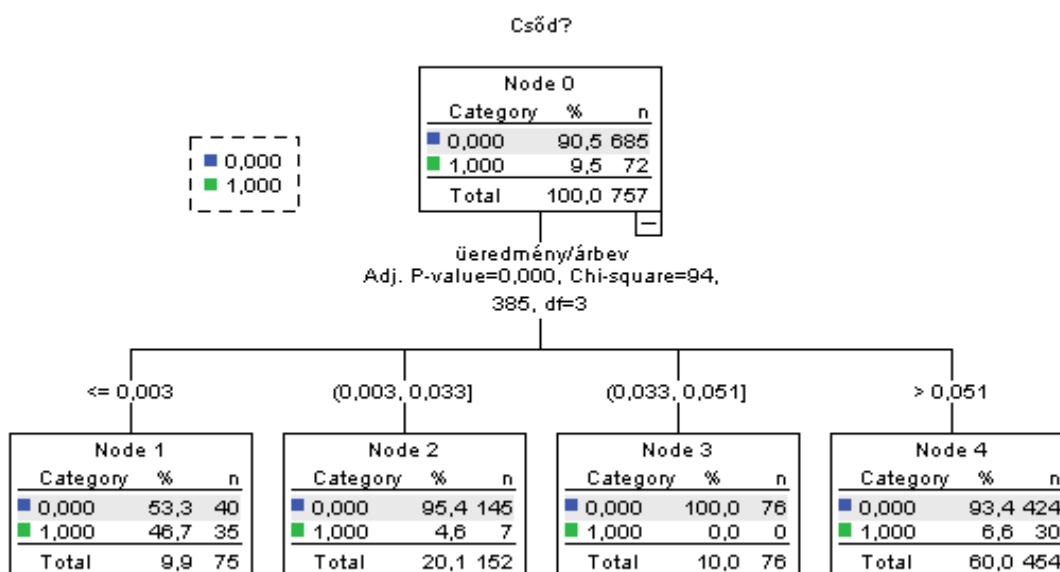 Csőd?
Node 0
Category % n
0,000 90,5 685
1,000 9,5 72
Total 100,0 757
0,000
1,000
üeredmény/árbev
Adj. P-value=0,000, Chi-square=94,
385, df=3
<= 0,003
(0,003, 0,033]
(0,033, 0,051]
> 0,051
Node 1
Category % n
0,000 53,3 40
1,000 46,7 35
Total 9,9 75
Node 2
Category % n
0,000 95,4 145
1,000 4,6 7
Total 20,1 152
Node 3
Category % n
0,000 100,0 76
1,000 0,0 0
Total 10,0 76
Node 4
Category % n
0,000 93,4 424
1,000 6,6 30
Total 60,0 454